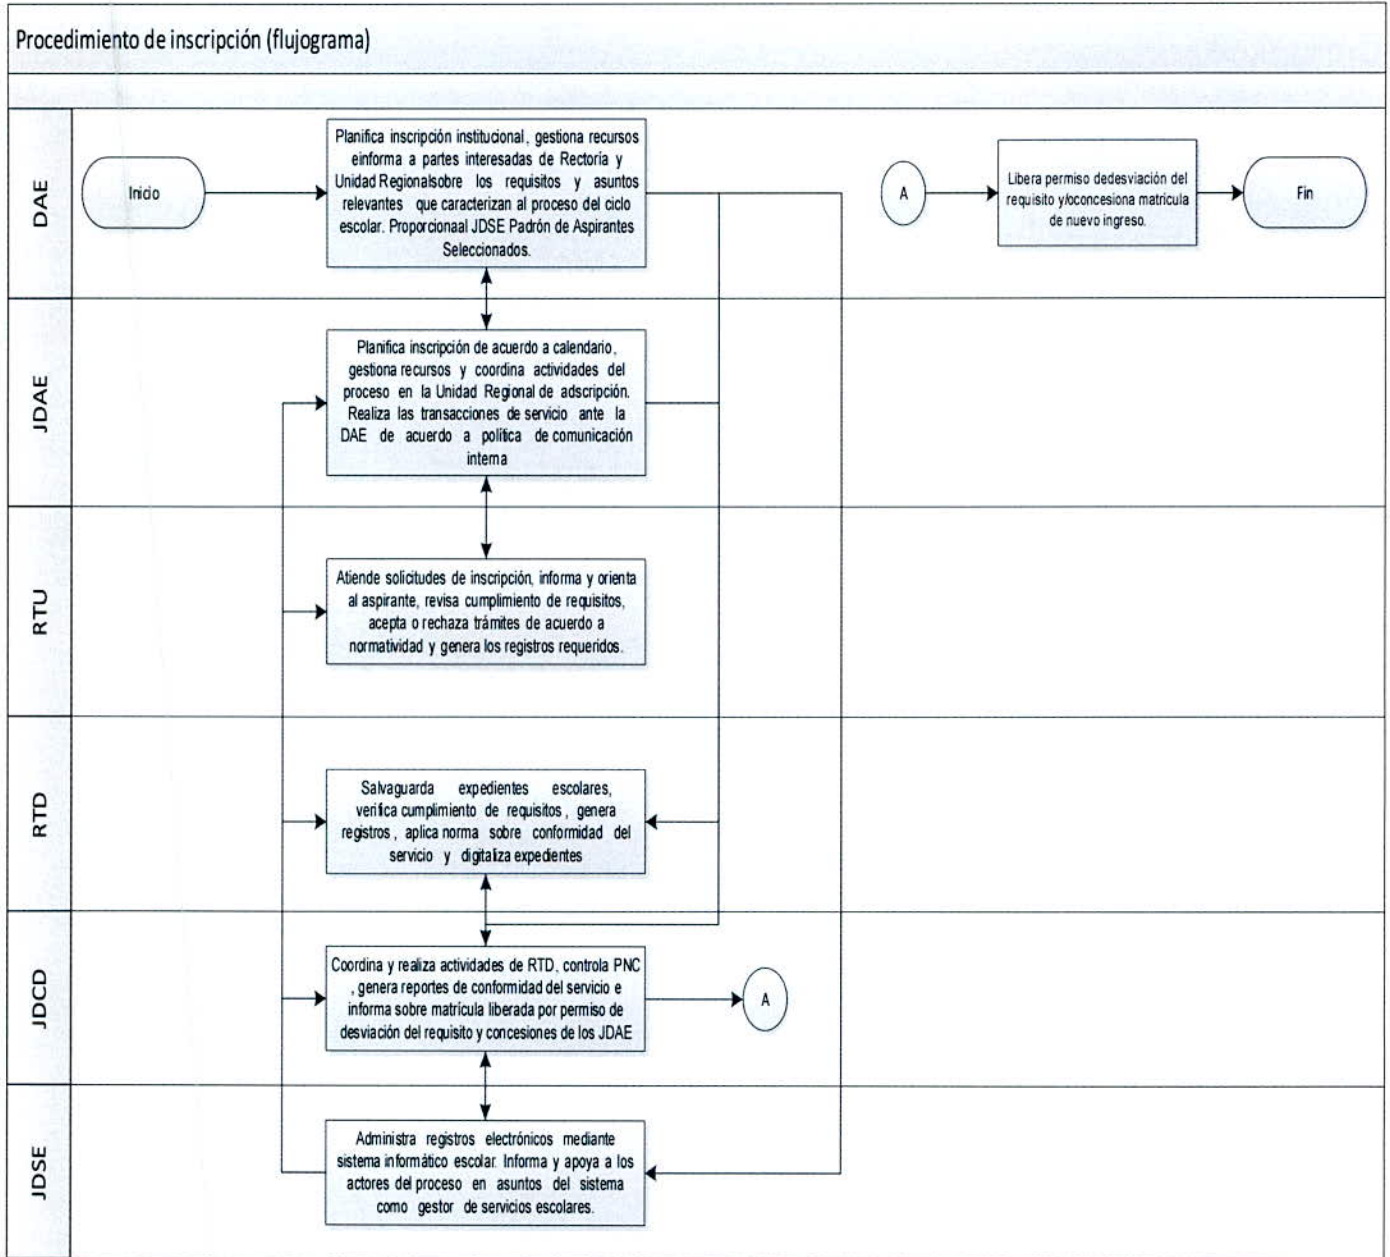 Procedimiento de inscripción (flujograma)
DAE
Inicio
Planifica inscripción institucional, gestiona recursos
einforma a partes interesadas de Rectoría y
Unidad Regionalsobre los requisitos y asuntos
relevantes que caracterizan al proceso del ciclo
escolar. Proporcionaal JDSE Padrón de Aspirantes
Seleccionados.
A
Libera permiso dedesviación del
requisito y/oconcesiona matrícula
de nuevo ingreso.
Fin
JDAE
Planifica inscripción de acuerdo a calendario,
gestiona recursos y coordina actividades del
proceso en la Unidad Regional de adscripción.
Realiza las transacciones de servicio ante la
DAE de acuerdo a política de comunicación
interna
RTU
Atiende solicitudes de inscripción, informa y orienta
al aspirante, revisa cumplimiento de requisitos,
acepta o rechaza trámites de acuerdo a
normatividad y genera los registros requeridos.
RTD
Salvaguarda expedientes escolares,
verifica cumplimiento de requisitos, genera
registros, aplica norma sobre conformidad del
servicio y digitaliza expedientes
JDCD
Coordina y realiza actividades de RTD, controla PNC
, genera reportes de conformidad del servicio e
informa sobre matrícula liberada por permiso de
desviación del requisito y concesiones de los JDAE
A
JDSE
Administra registros electrónicos mediante
sistema informático escolar. Informa y apoya a los
actores del proceso en asuntos del sistema
como gestor de servicios escolares.